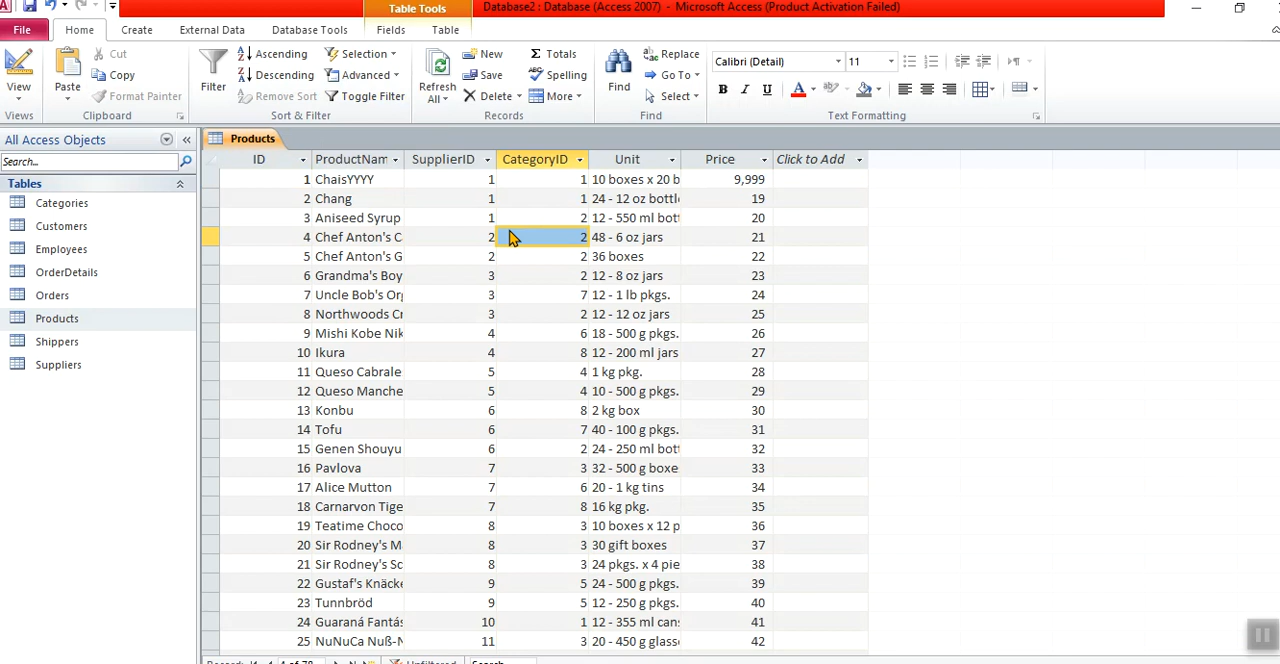 Table Tools
Database2 : Database (Access 2007) - Microsoft Access (Product Activation Failed)
File Home Create External Data Database Tools Fields Table
View
Views
Paste
Cut
Copy
Format Painter
Clipboard
Filter
Ascending
Descending
Remove Sort
Selection
Advanced
Toggle Filter
Sort & Filter
Refresh
All
New
Save
Delete
Totals
Spelling
More
Records
Find
Replace
Go To
Select
Find
Calibri (Detail) 11
B I U A ab
Text Formatting
All Access Objects
Search...
Tables
Categories
Customers
Employees
OrderDetails
Orders
Products
Shippers
Suppliers
Products
ID ProductNam SupplierID CategoryID Unit Price Click to Add
1 ChaisYYYY 1 1 10 boxes x 20 b 9,999
2 Chang 1 1 24 - 12 oz bottl 19
3 Aniseed Syrup 1 2 12 - 550 ml bot 20
4 Chef Anton's C 2 2 48 - 6 oz jars 21
5 Chef Anton's G 2 2 36 boxes 22
6 Grandma's Boy 3 2 12 - 8 oz jars 23
7 Uncle Bob's Or 3 7 12 - 1 lb pkgs. 24
8 Northwoods Cr 3 2 12 - 12 oz jars 25
9 Mishi Kobe Nik 4 6 18 - 500 g pkgs. 26
10 Ikura 4 8 12 - 200 ml jars 27
11 Queso Cabrale 5 4 1 kg pkg. 28
12 Queso Manche 5 4 10 - 500 g pkgs. 29
13 Konbu 6 8 2 kg box 30
14 Tofu 6 7 40 - 100 g pkgs. 31
15 Genen Shouyu 6 2 24 - 250 ml bot 32
16 Pavlova 7 3 32 - 500 g boxe 33
17 Alice Mutton 7 6 20 - 1 kg tins 34
18 Carnarvon Tige 7 8 16 kg pkg. 35
19 Teatime Choco 8 3 10 boxes x 12 p 36
20 Sir Rodney's M 8 3 30 gift boxes 37
21 Sir Rodney's Sc 8 3 24 pkgs. x 4 pie 38
22 Gustaf's Knäcke 9 5 24 - 500 g pkgs. 39
23 Tunnbröd 9 5 12 - 250 g pkgs. 40
24 Guaraná Fantás 10 1 12 - 355 ml can 41
25 NuNuCa Nuß-N 11 3 20 - 450 g glass 42